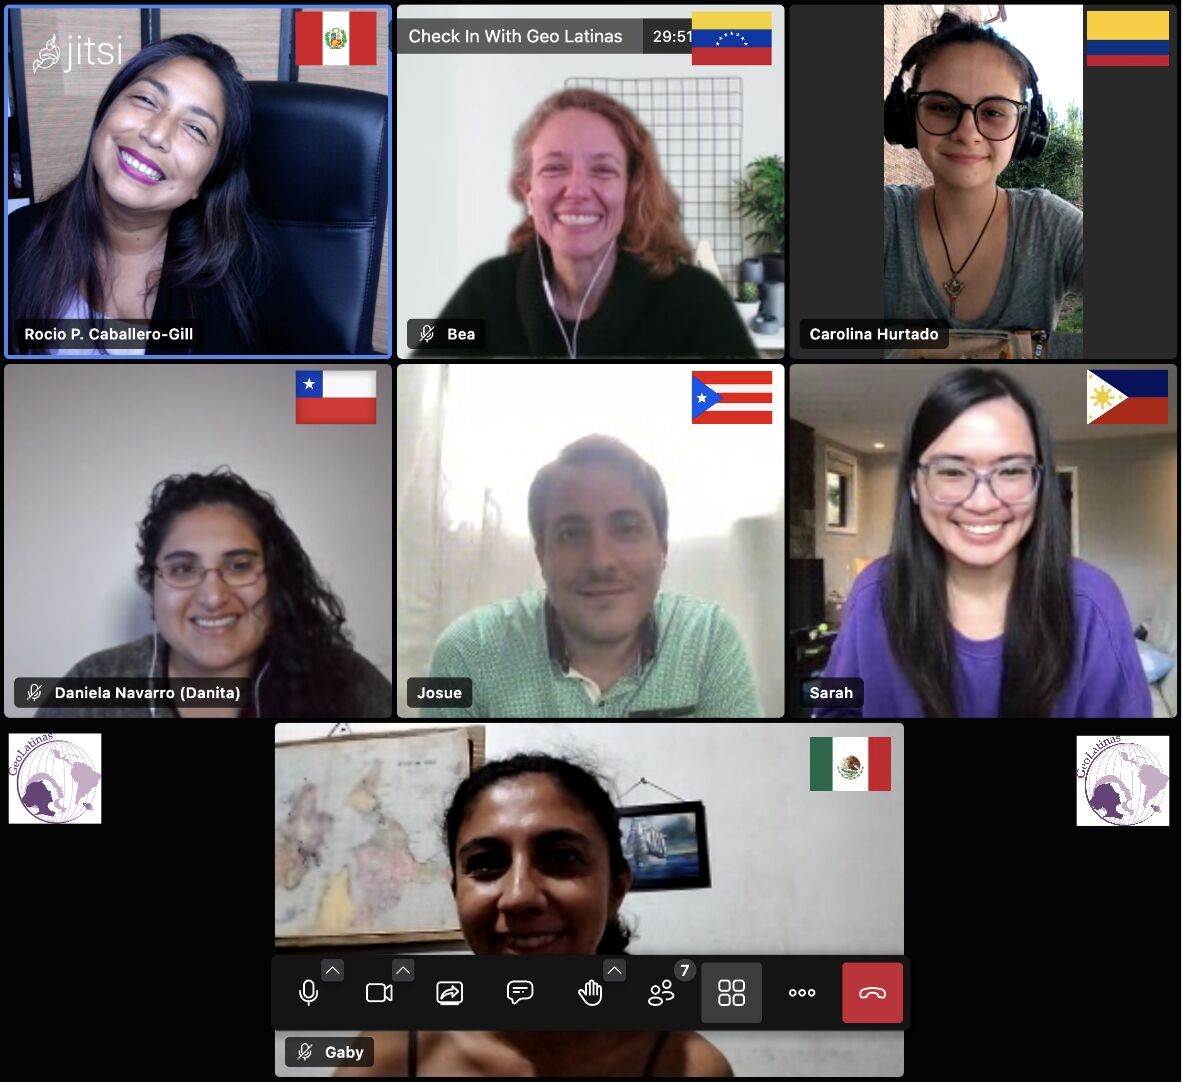 jitsi
Check In With Geo Latinas 29:51
Rocio P. Caballero-Gill
Bea
Carolina Hurtado
Daniela Navarro (Danita)
Josue
Sarah
GeoLatinas
GeoLatinas
7
Gaby